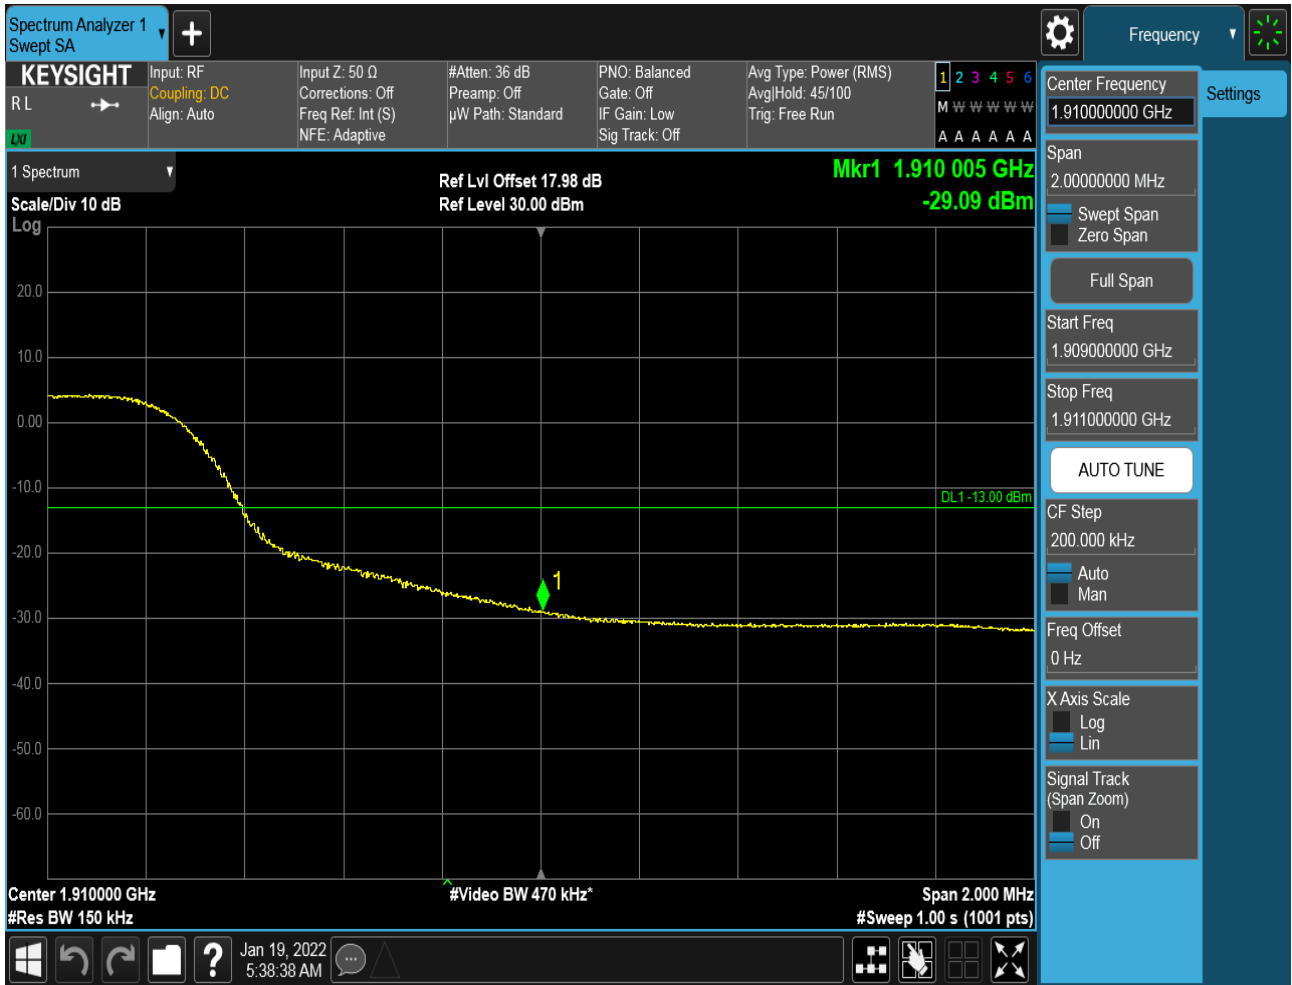 Spectrum Analyzer 1
Swept SA
Frequency
KEYSIGHT
R L
LXI
Input: RF
Coupling: DC
Align: Auto
Input Z: 50 Ω
Corrections: Off
Freq Ref: Int (S)
NFE: Adaptive
#Atten: 36 dB
Preamp: Off
µW Path: Standard
PNO: Balanced
Gate: Off
IF Gain: Low
Sig Track: Off
Avg Type: Power (RMS)
Avg|Hold: 45/100
Trig: Free Run
1 2 3 4 5 6
M W W W W W
A A A A A A
1 Spectrum
Scale/Div 10 dB
Log
Ref Lvl Offset 17.98 dB
Ref Level 30.00 dBm
Mkr1 1.910 005 GHz
-29.09 dBm
20.0
10.0
0.00
-10.0
-20.0
-30.0
-40.0
-50.0
-60.0
DL1 -13.00 dBm
1
Center 1.910000 GHz
#Res BW 150 kHz
#Video BW 470 kHz*
Span 2.000 MHz
#Sweep 1.00 s (1001 pts)
Jan 19, 2022
5:38:38 AM
Center Frequency
1.910000000 GHz
Settings
Span
2.00000000 MHz
Swept Span
Zero Span
Full Span
Start Freq
1.909000000 GHz
Stop Freq
1.911000000 GHz
AUTO TUNE
CF Step
200.000 kHz
Auto
Man
Freq Offset
0 Hz
X Axis Scale
Log
Lin
Signal Track
(Span Zoom)
On
Off